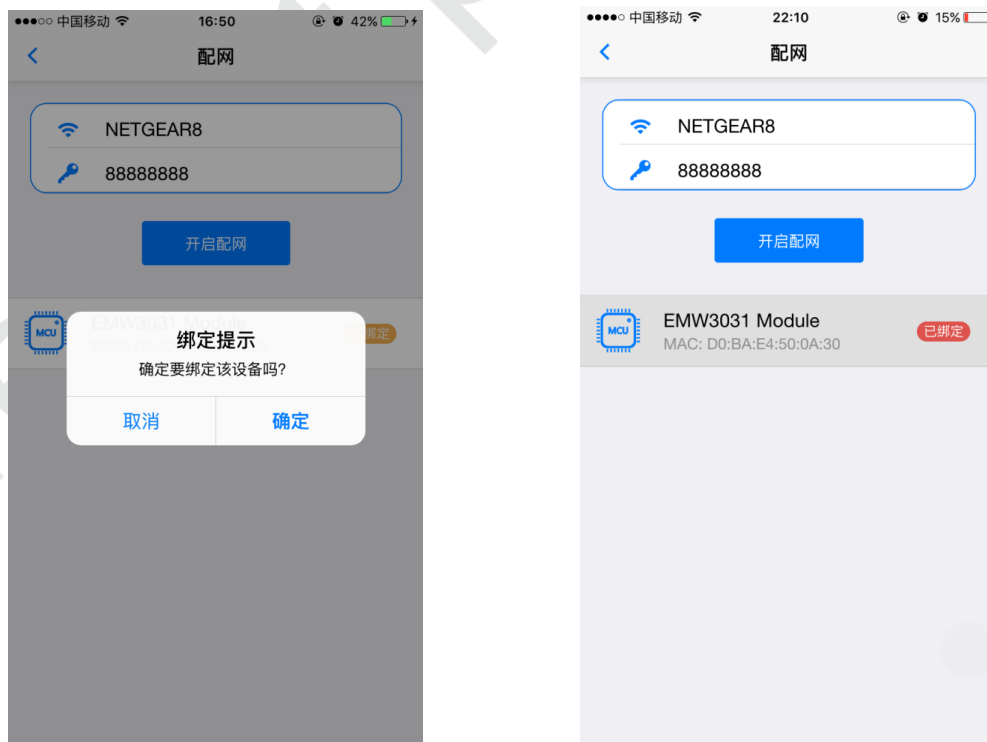 中国移动
16:50
42%
配网
NETGEAR8
88888888
开启配网
MCU
EMW3031 Module
绑定
绑定提示
确定要绑定该设备吗?
取消
确定
中国移动
22:10
15%
配网
NETGEAR8
88888888
开启配网
MCU
EMW3031 Module
已绑定
MAC: D0:BA:E4:50:0A:30